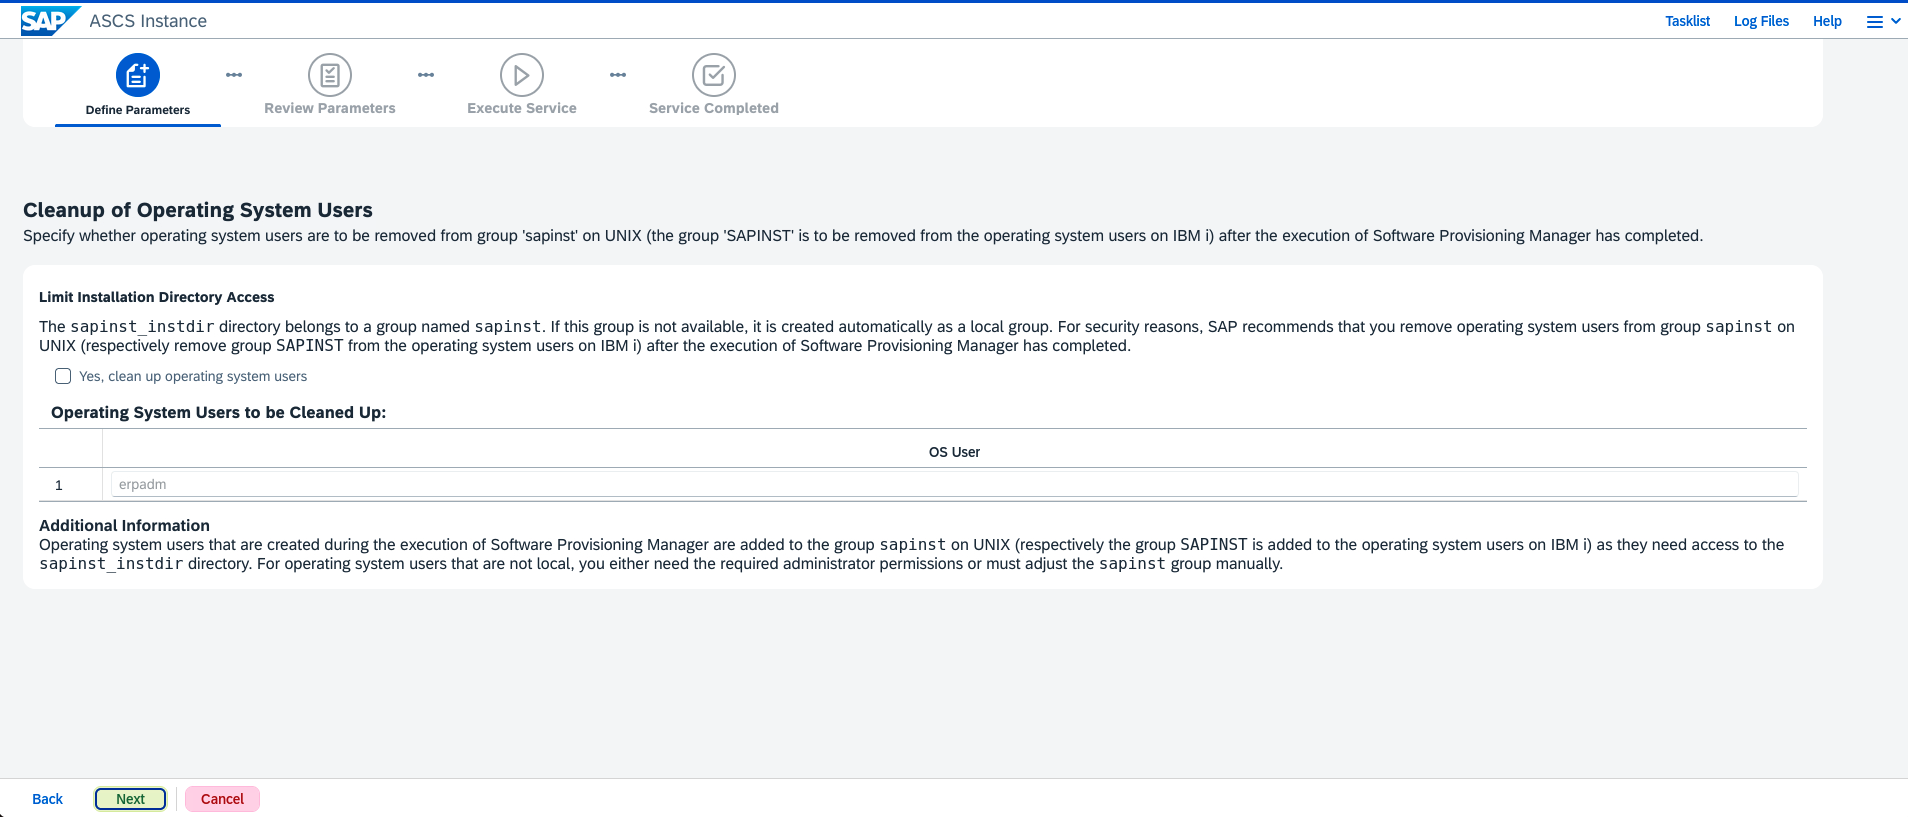 SAP ASCS Instance Tasklist Log Files Help
Define Parameters Review Parameters Execute Service Service Completed
Cleanup of Operating System Users
Specify whether operating system users are to be removed from group 'sapinst' on UNIX (the group 'SAPINST' is to be removed from the operating system users on IBM i) after the execution of Software Provisioning Manager has completed.
Limit Installation Directory Access
The sapinst_instdir directory belongs to a group named sapinst. If this group is not available, it is created automatically as a local group. For security reasons, SAP recommends that you remove operating system users from group sapinst on
UNIX (respectively remove group SAPINST from the operating system users on IBM i) after the execution of Software Provisioning Manager has completed.
Yes, clean up operating system users
Operating System Users to be Cleaned Up:
OS User
1 erpadm
Additional Information
Operating system users that are created during the execution of Software Provisioning Manager are added to the group sapinst on UNIX (respectively the group SAPINST is added to the operating system users on IBM i) as they need access to the
sapinst_instdir directory. For operating system users that are not local, you either need the required administrator permissions or must adjust the sapinst group manually.
Back Next Cancel